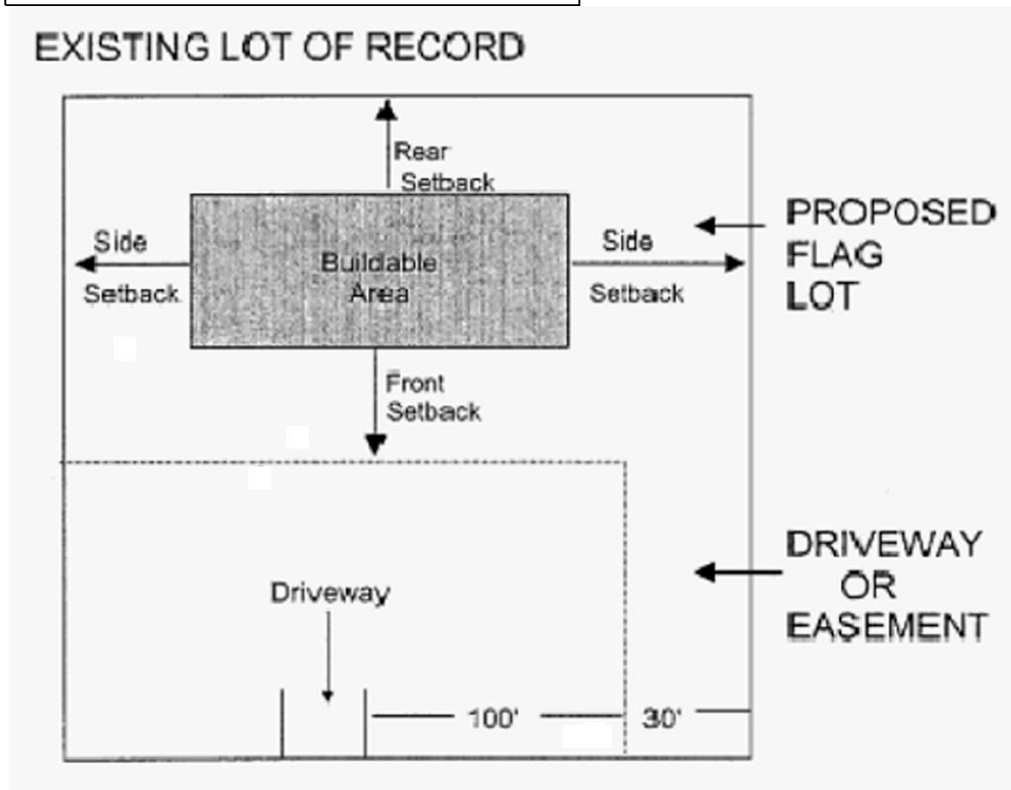 EXISTING LOT OF RECORD
Rear
Setback
Side
Setback
Buildable
Area
Side
Setback
PROPOSED
FLAG
LOT
Front
Setback
DRIVEWAY
OR
EASEMENT
Driveway
100'
30'